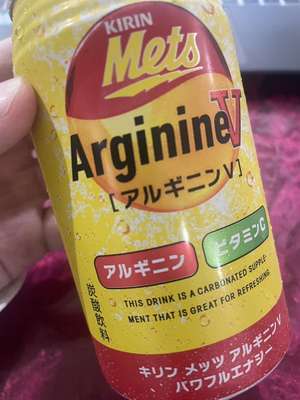 KIRIN
Mets
ArginineV
[アルギニンV]
アルギニン
ビタミンC
炭酸飲料
THIS DRINK IS A CARBONATED SUPPLE-
MENT THAT IS GREAT FOR REFRESHING
キリン メッツ アルギニンV
パワフルエナジー